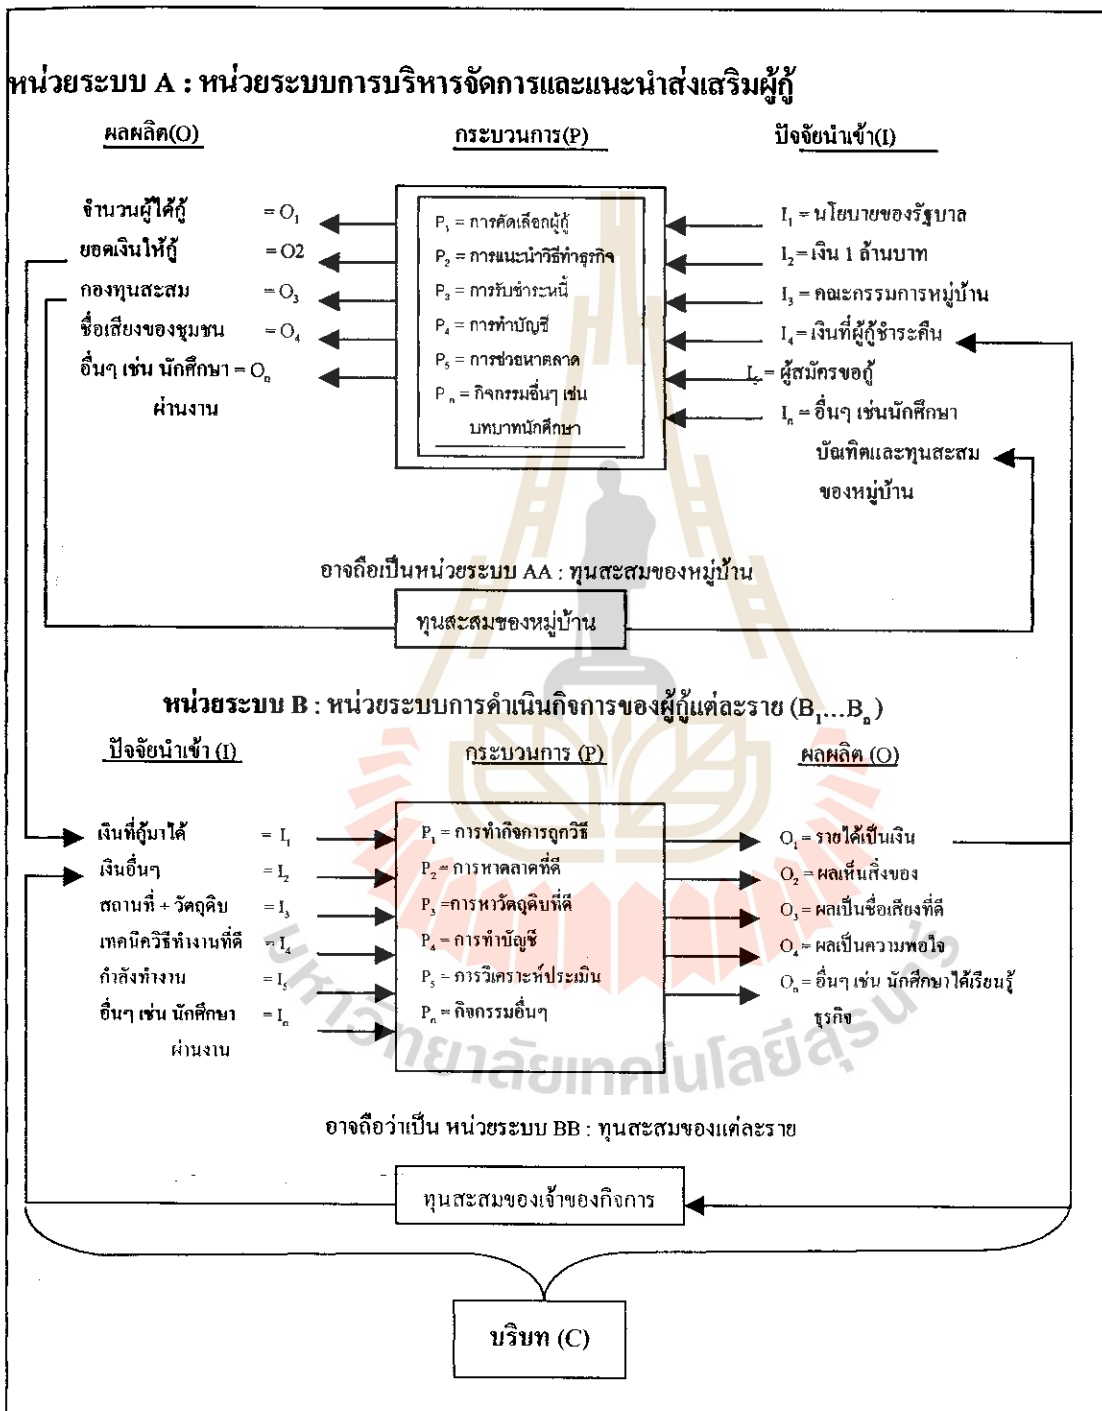 หน่วยระบบ A : หน่วยระบบการบริหารจัดการและแนะนำส่งเสริมผู้กู้
ผลผลิต(O) กระบวนการ(P) ปัจจัยนำเข้า(I)
จำนวนผู้ได้กู้ = O₁
ยอดเงินให้กู้ = O2
กองทุนสะสม = O₃
ชื่อเสียงของชุมชน = O₄
อื่นๆ เช่น นักศึกษา = Oₙ
ผ่านงาน
P₁ = การคัดเลือกผู้กู้
P₂ = การแนะนำวิธีทำธุรกิจ
P₃ = การรับชำระหนี้
P₄ = การทำบัญชี
P₅ = การช่วยหาตลาด
Pₙ = กิจกรรมอื่นๆ เช่น
บทบาทนักศึกษา
I₁ = นโยบายของรัฐบาล
I₂ = เงิน 1 ล้านบาท
I₃ = คณะกรรมการหมู่บ้าน
I₄ = เงินที่ผู้กู้ชำระคืน
= ผู้สมัครขอกู้
Iₙ = อื่นๆ เช่นนักศึกษา
บัณฑิตและทุนสะสม
ของหมู่บ้าน
อาจถือเป็นหน่วยระบบ AA : ทุนสะสมของหมู่บ้าน
ทุนสะสมของหมู่บ้าน
หน่วยระบบ B : หน่วยระบบการดำเนินกิจการของผู้กู้แต่ละราย (B₁...Bₙ)
ปัจจัยนำเข้า (I) กระบวนการ (P) ผลผลิต (O)
เงินที่กู้มาได้ = I₁
เงินอื่นๆ = I₂
สถานที่ + วัตถุดิบ = I₃
เทคนิควิธีทำงานที่ดี = I₄
กำลังทำงาน = I₅
อื่นๆ เช่น นักศึกษา = Iₙ
ผ่านงาน
P₁ = การทำกิจการถูกวิธี
P₂ = การหาตลาดที่ดี
P₃ =การหาวัตถุดิบที่ดี
P₄ = การทำบัญชี
P₅ = การวิเคราะห์ประเมิน
Pₙ = กิจกรรมอื่นๆ
O₁ = รายได้เป็นเงิน
O₂ = ผลเห็นสิ่งของ
O₃ = ผลเป็นชื่อเสียงที่ดี
O₄ = ผลเป็นความพอใจ
Oₙ = อื่นๆ เช่น นักศึกษาได้เรียนรู้
ธุรกิจ
มหาวิทยาลัยเทคโนโลยีสุรนารี
อาจถือว่าเป็น หน่วยระบบ BB : ทุนสะสมของแต่ละราย
ทุนสะสมของเจ้าของกิจการ
บริบท (C)